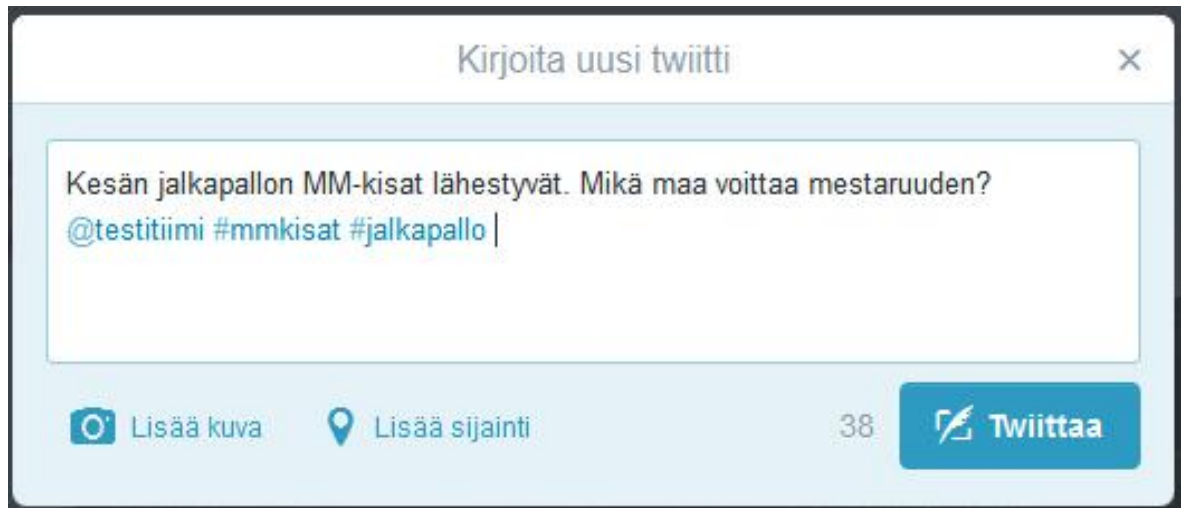 Kirjoita uusi twiitti
Kesän jalkapallon MM-kisat lähestyvät. Mikä maa voittaa mestaruuden?
@testitiimi #mmkisat #jalkapallo
Lisää kuva Lisää sijainti 38 Twiittaa